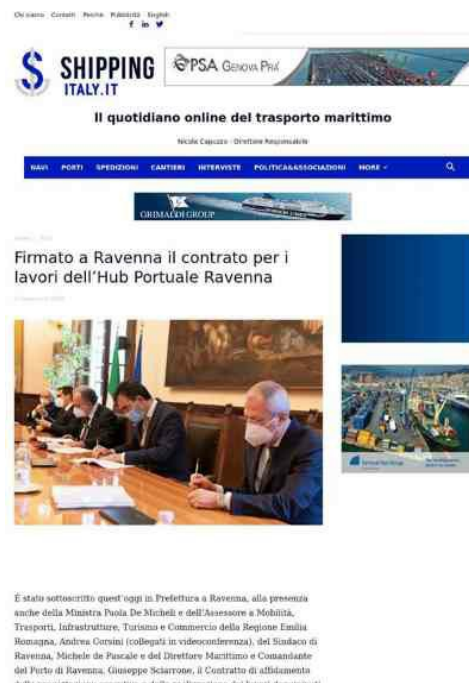 Chi siamo Contatti Perchè Pubblicità English
SHIPPING
ITALY.IT
PSA GENOVA PRA'
Il quotidiano online del trasporto marittimo
Nicola Capuzzo - Direttore Responsabile
NAVI PORTI SPEDIZIONI CANTIERI INTERVISTE POLITICA&ASSOCIAZIONI MORE
GRIMALDI GROUP
Firmato a Ravenna il contrato per i
lavori dell'Hub Portuale Ravenna
È stato sottoscritto quest'oggi in Prefettura a Ravenna, alla presenza
anche della Ministra Paola De Micheli e dell'Assessore a Mobilità,
Trasporti, Infrastrutture, Turismo e Commercio della Regione Emilia
Romagna, Andrea Corsini (collegati in videoconferenza), del Sindaco di
Ravenna, Michele de Pascale e del Direttore Marittimo e Comandante
del Porto di Ravenna, Giuseppe Sciarrone, il Contratto di affidamento